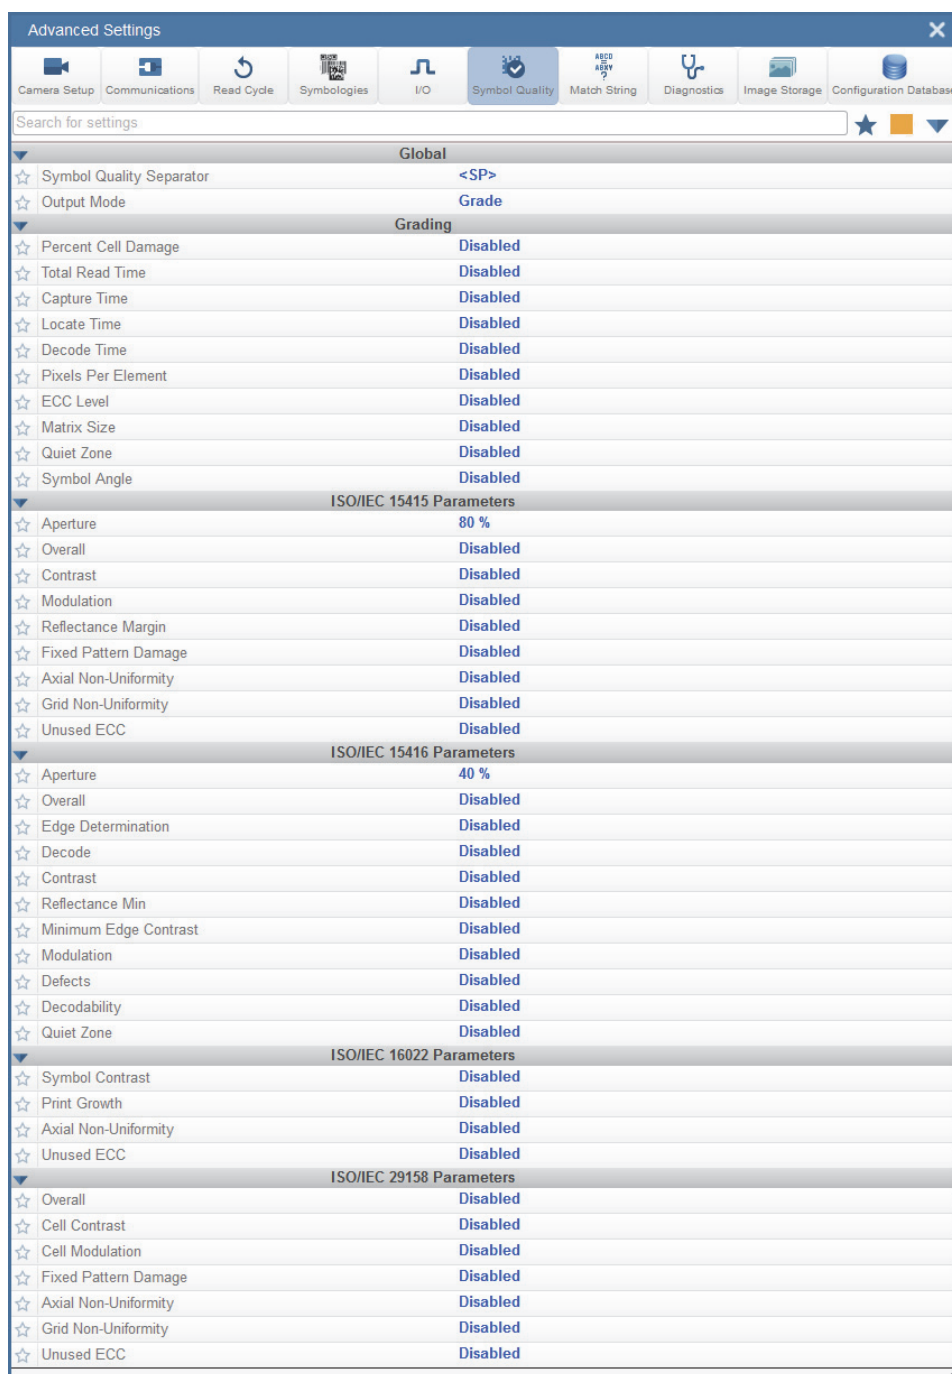 Advanced Settings
Camera Setup Communications Read Cycle Symbologies I/O Symbol Quality ABCD = ABXY ? Match String Diagnostics Image Storage Configuration Database
Search for settings
Global
Symbol Quality Separator <SP>
Output Mode Grade
Grading
Percent Cell Damage Disabled
Total Read Time Disabled
Capture Time Disabled
Locate Time Disabled
Decode Time Disabled
Pixels Per Element Disabled
ECC Level Disabled
Matrix Size Disabled
Quiet Zone Disabled
Symbol Angle Disabled
ISO/IEC 15415 Parameters
Aperture 80 %
Overall Disabled
Contrast Disabled
Modulation Disabled
Reflectance Margin Disabled
Fixed Pattern Damage Disabled
Axial Non-Uniformity Disabled
Grid Non-Uniformity Disabled
Unused ECC Disabled
ISO/IEC 15416 Parameters
Aperture 40 %
Overall Disabled
Edge Determination Disabled
Decode Disabled
Contrast Disabled
Reflectance Min Disabled
Minimum Edge Contrast Disabled
Modulation Disabled
Defects Disabled
Decodability Disabled
Quiet Zone Disabled
ISO/IEC 16022 Parameters
Symbol Contrast Disabled
Print Growth Disabled
Axial Non-Uniformity Disabled
Unused ECC Disabled
ISO/IEC 29158 Parameters
Overall Disabled
Cell Contrast Disabled
Cell Modulation Disabled
Fixed Pattern Damage Disabled
Axial Non-Uniformity Disabled
Grid Non-Uniformity Disabled
Unused ECC Disabled